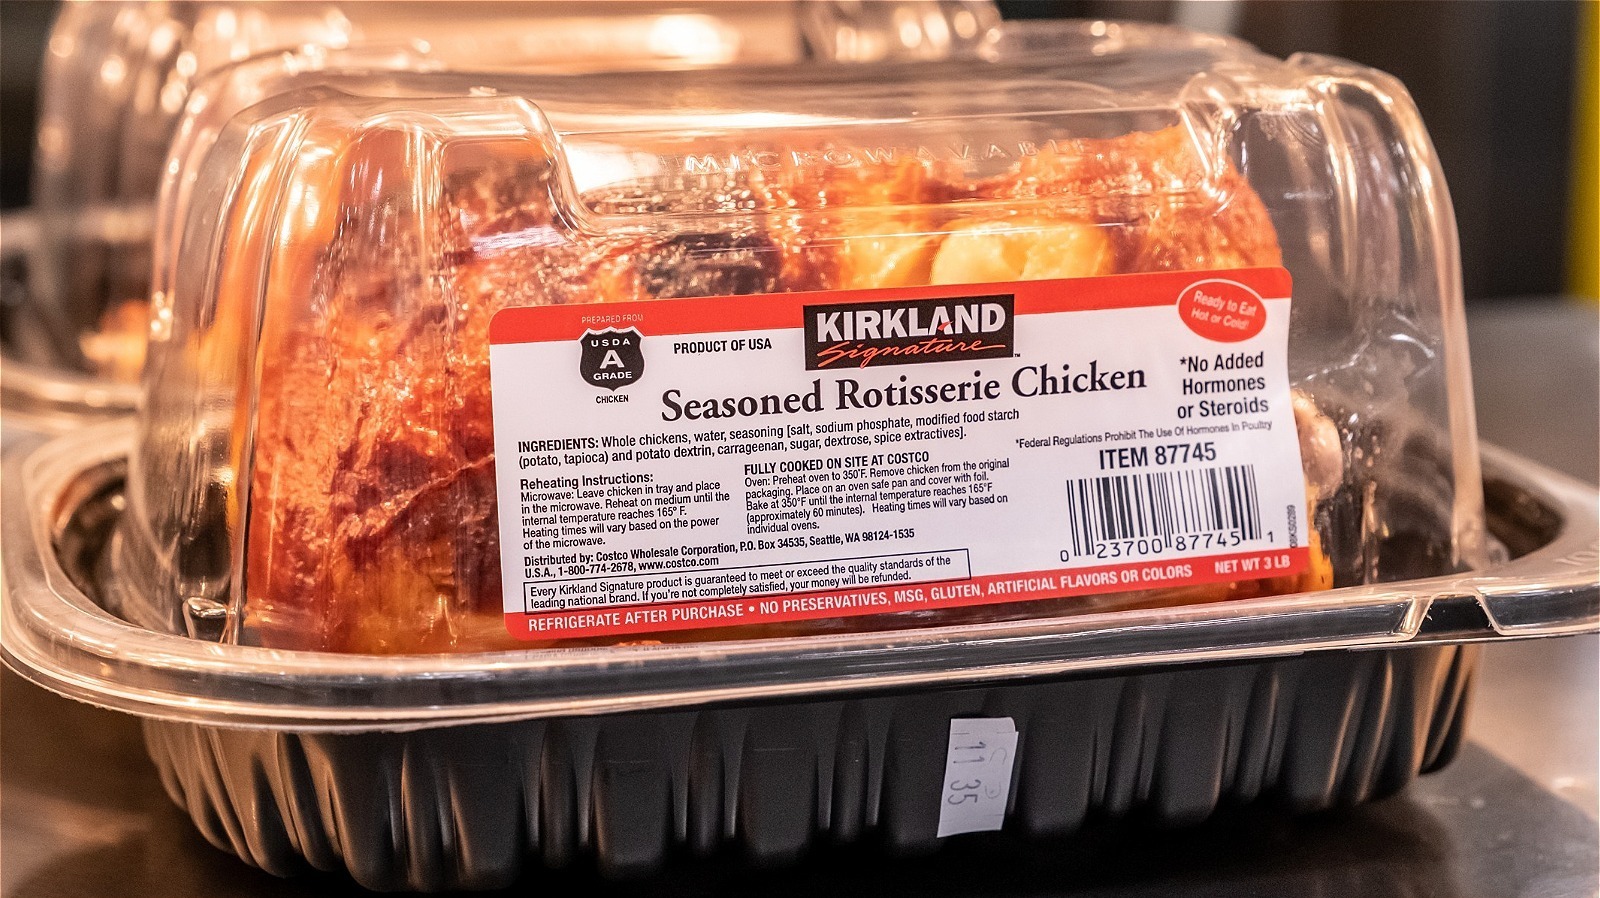 MICROWAVABLE
PREPARED FROM
USDA
A
GRADE
CHICKEN
PRODUCT OF USA
KIRKLAND
Signature™
Ready to Eat
Hot or Cold!
Seasoned Rotisserie Chicken
*No Added
Hormones
or Steroids
*Federal Regulations Prohibit The Use Of Hormones In Poultry
INGREDIENTS: Whole chickens, water, seasoning [salt, sodium phosphate, modified food starch
(potato, tapioca) and potato dextrin, carrageenan, sugar, dextrose, spice extractives].
Reheating Instructions:
Microwave: Leave chicken in tray and place
in the microwave. Reheat on medium until the
internal temperature reaches 165° F.
Heating times will vary based on the power
of the microwave.
FULLY COOKED ON SITE AT COSTCO
Oven: Preheat oven to 350°F. Remove chicken from the original
packaging. Place on an oven safe pan and cover with foil.
Bake at 350°F until the internal temperature reaches 165°F
(approximately 60 minutes). Heating times will vary based on
individual ovens.
ITEM 87745
0 23700 87745 1
Distributed by: Costco Wholesale Corporation, P.O. Box 34535, Seattle, WA 98124-1535
U.S.A., 1-800-774-2678, www.costco.com
Every Kirkland Signature product is guaranteed to meet or exceed the quality standards of the
leading national brand. If you're not completely satisfied, your money will be refunded.
REFRIGERATE AFTER PURCHASE • NO PRESERVATIVES, MSG, GLUTEN, ARTIFICIAL FLAVORS OR COLORS NET WT 3 LB
11 35